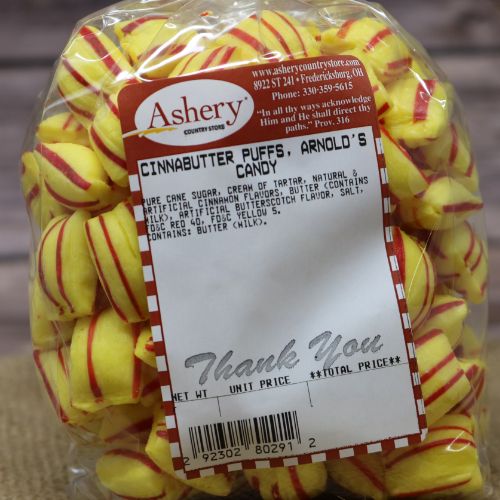 Ashery
COUNTRY STORE
www.asherycountrystore.com
8922 ST 241 • Fredericksburg, OH
Phone: 330-359-5615
"In all thy ways acknowledge
Him and He shall direct thy
paths." Prov. 316
CINNABUTTER PUFFS, ARNOLD'S
CANDY
PURE CANE SUGAR, CREAM OF TARTAR, NATURAL &
ARTIFICIAL CINNAMON FLAVORS, BUTTER (CONTAINS
MILK), ARTIFICIAL BUTTERSCOTCH FLAVOR, SALT,
FD&C RED 40, FD&C YELLOW 5.
CONTAINS: BUTTER (MILK).
Thank You
NET WT UNIT PRICE **TOTAL PRICE**
2 92302 80291 2